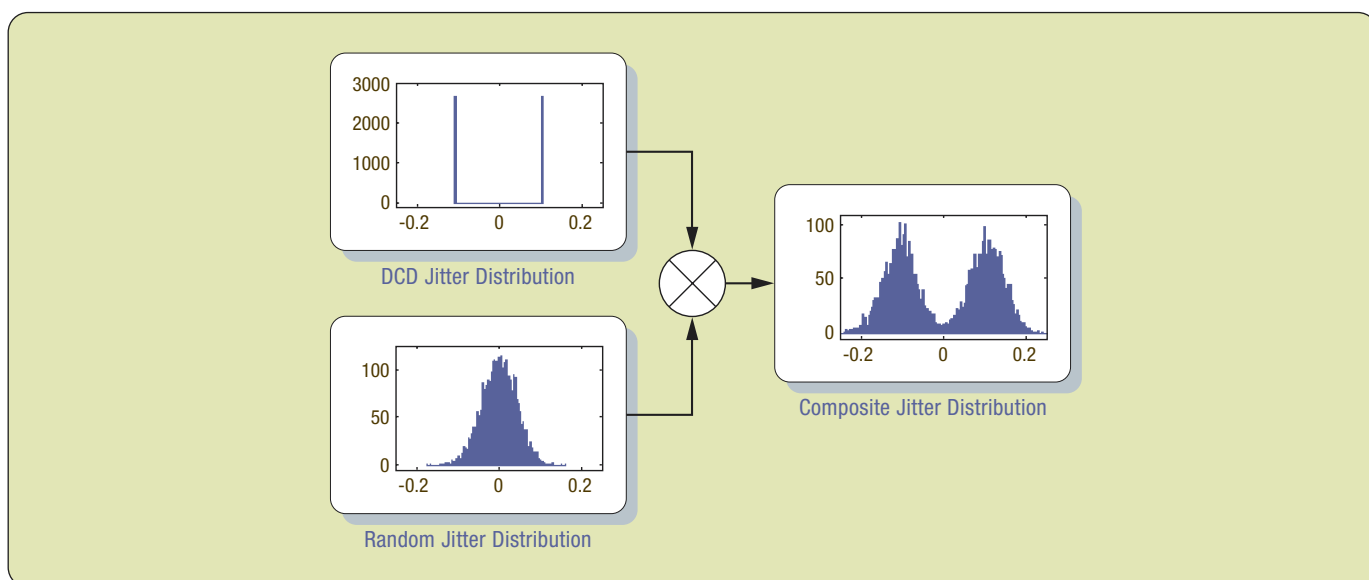 3000
2000
1000
0
-0.2 0 0.2
DCD Jitter Distribution
100
50
0
-0.2 0 0.2
Random Jitter Distribution
100
50
0
-0.2 0 0.2
Composite Jitter Distribution